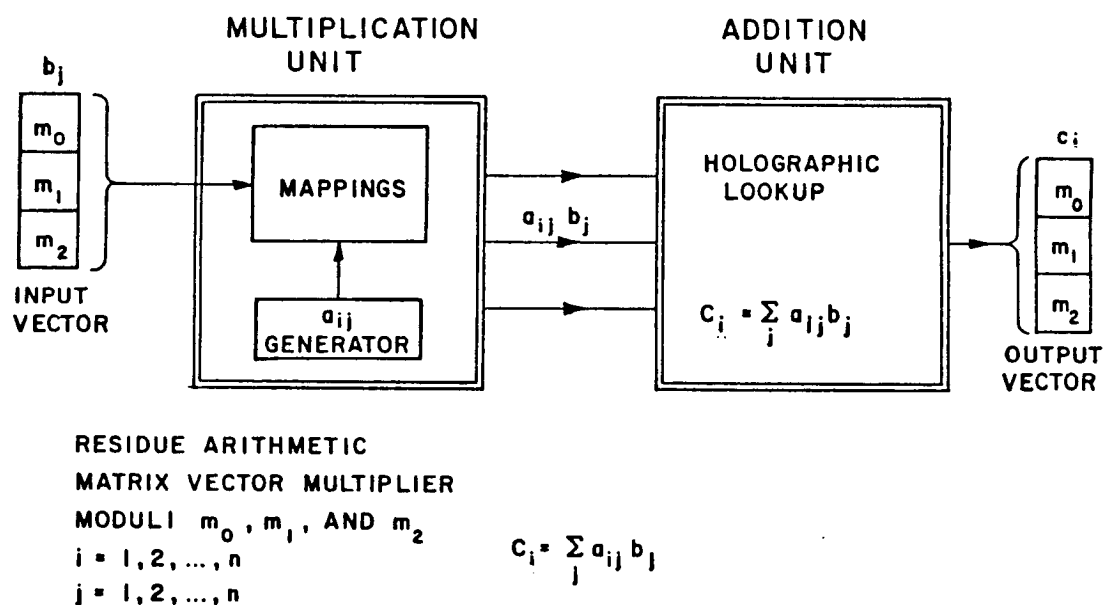 MULTIPLICATION
UNIT
ADDITION
UNIT
b_j
m_0
m_1
m_2
INPUT
VECTOR
MAPPINGS
a_ij
GENERATOR
a_ij b_j
HOLOGRAPHIC
LOOKUP
C_i = ∑_j a_ij b_j
c_i
m_0
m_1
m_2
OUTPUT
VECTOR
RESIDUE ARITHMETIC
MATRIX VECTOR MULTIPLIER
MODULI m_0, m_1, AND m_2
i = 1, 2, ..., n
j = 1, 2, ..., n
C_i = ∑_j a_ij b_j